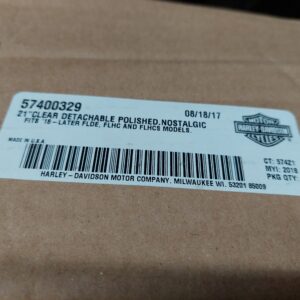 57400329
08/18/17
21" CLEAR DETACHABLE POLISHED.NOSTALGIC
FITS '18-LATER FLDE, FLHC AND FLHCS MODELS.
HARLEY-DAVIDSON
MADE IN U.S.A.
CT: 57421
MYI: 2018
PKG QTY:
HARLEY-DAVIDSON MOTOR COMPANY. MILWAUKEE WI. 53201 85009